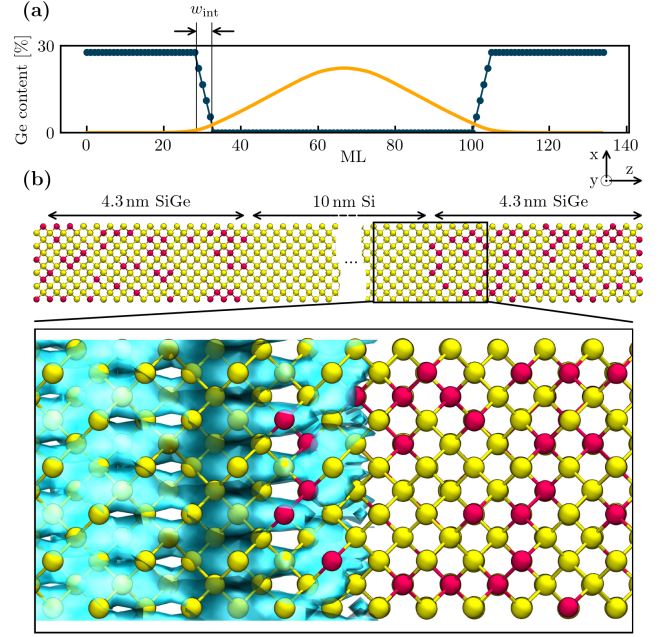 (a)
w_int
Ge content [%]
30
0
0 20 40 60 80 100 120 140
ML
x
y z
(b)
4.3 nm SiGe 10 nm Si 4.3 nm SiGe
...